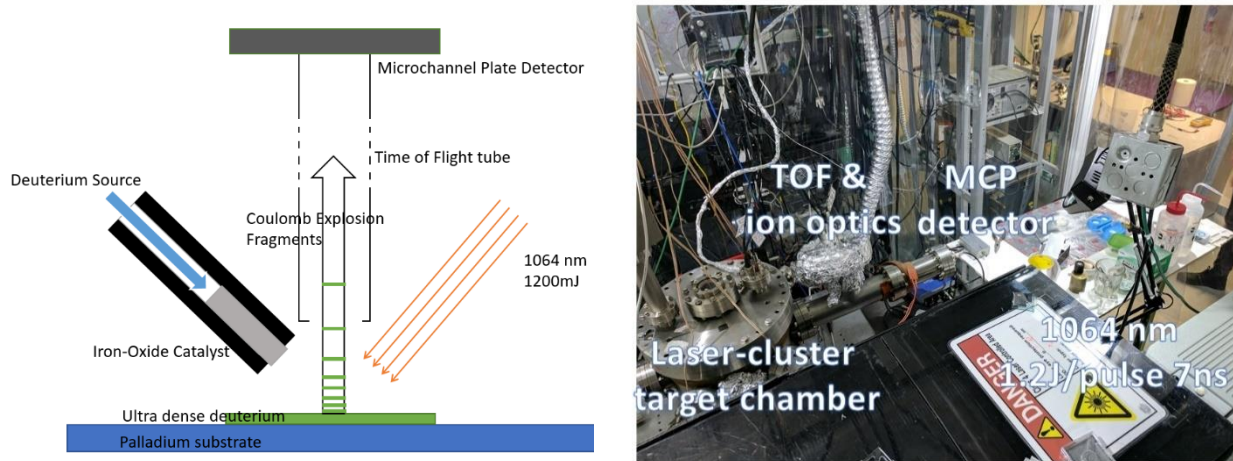 Microchannel Plate Detector
Time of Flight tube
Deuterium Source
Coulomb Explosion
Fragments
1064 nm
1200mJ
Iron-Oxide Catalyst
Ultra dense deuterium
Palladium substrate
TOF &
ion optics
MCP
detector
Laser-cluster
target chamber
1064 nm
1.2J/pulse 7ns
DANGER